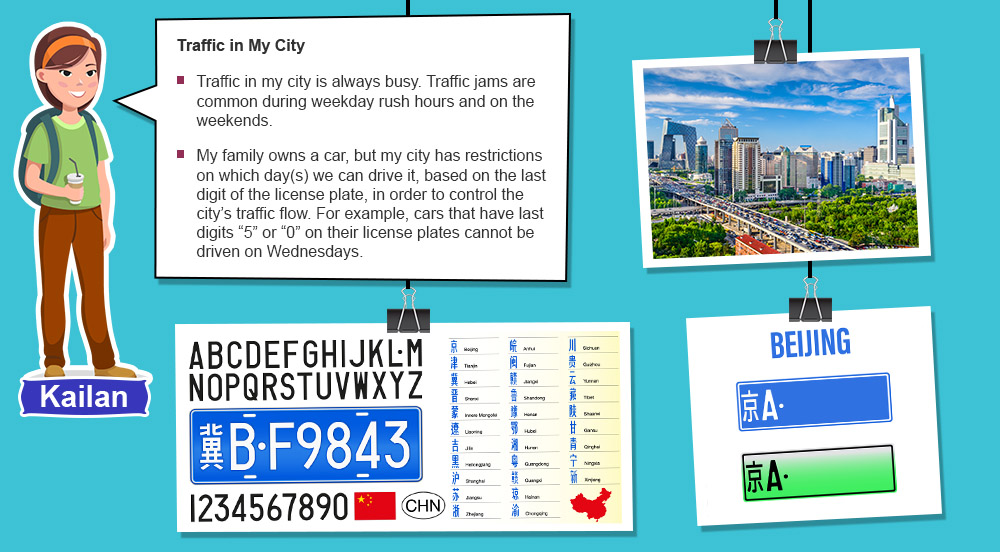 Traffic in My City
Traffic in my city is always busy. Traffic jams are
common during weekday rush hours and on the
weekends.
My family owns a car, but my city has restrictions
on which day(s) we can drive it, based on the last
digit of the license plate, in order to control the
city’s traffic flow. For example, cars that have last
digits “5” or “0” on their license plates cannot be
driven on Wednesdays.
Kailan
ABCDEFGHIJKL·M
NOPQRSTUVWXYZ
冀B·F9843
1234567890
CHN
京 Beijing
津 Tianjin
冀 Hebei
晋 Shanxi
蒙 Innere Mongolei
遼 Liaoning
吉 Jilin
黑 Heilongjiang
沪 Shanghai
苏 Jiangsu
浙 Zhejiang
皖 Anhui
闽 Fujian
赣 Jiangxi
鲁 Shandong
豫 Henan
鄂 Hubei
湘 Hunan
粤 Guangdong
Guangxi
琼 Hainan
渝 Chongqing
川 Sichuan
贵 Guizhou
云 Yunnan
藏 Tibet
陕 Shaanxi
甘 Gansu
青 Qinghai
宁 Ningxia
新 Xinjiang
BEIJING
京A·
京A·